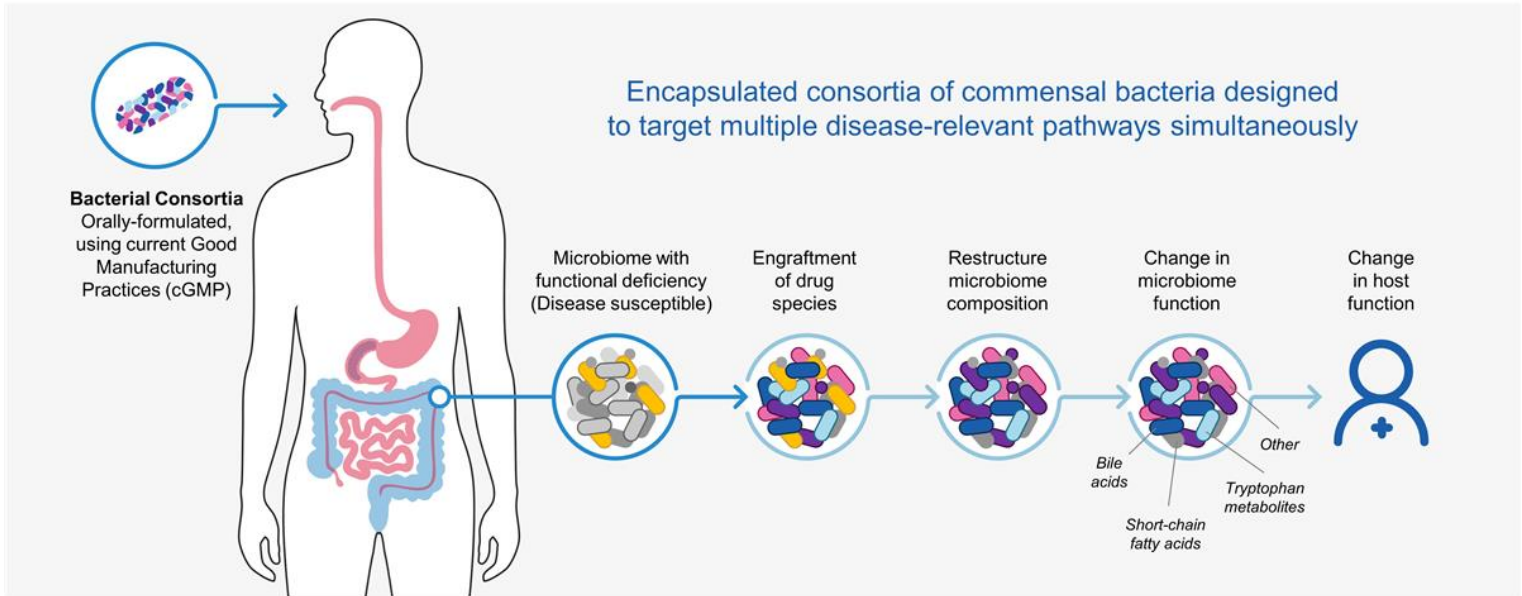 Encapsulated consortia of commensal bacteria designed
to target multiple disease-relevant pathways simultaneously
Bacterial Consortia
Orally-formulated,
using current Good
Manufacturing
Practices (cGMP)
Microbiome with
functional deficiency
(Disease susceptible)
Engraftment
of drug
species
Restructure
microbiome
composition
Change in
microbiome
function
Change
in host
function
Bile
acids
Short-chain
fatty acids
Tryptophan
metabolites
Other